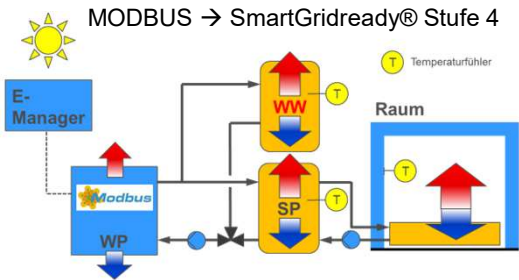 MODBUS → SmartGridready® Stufe 4
T Temperaturfühler
E-
Manager
WW
T
Raum
T
Modbus
SP
T
WP